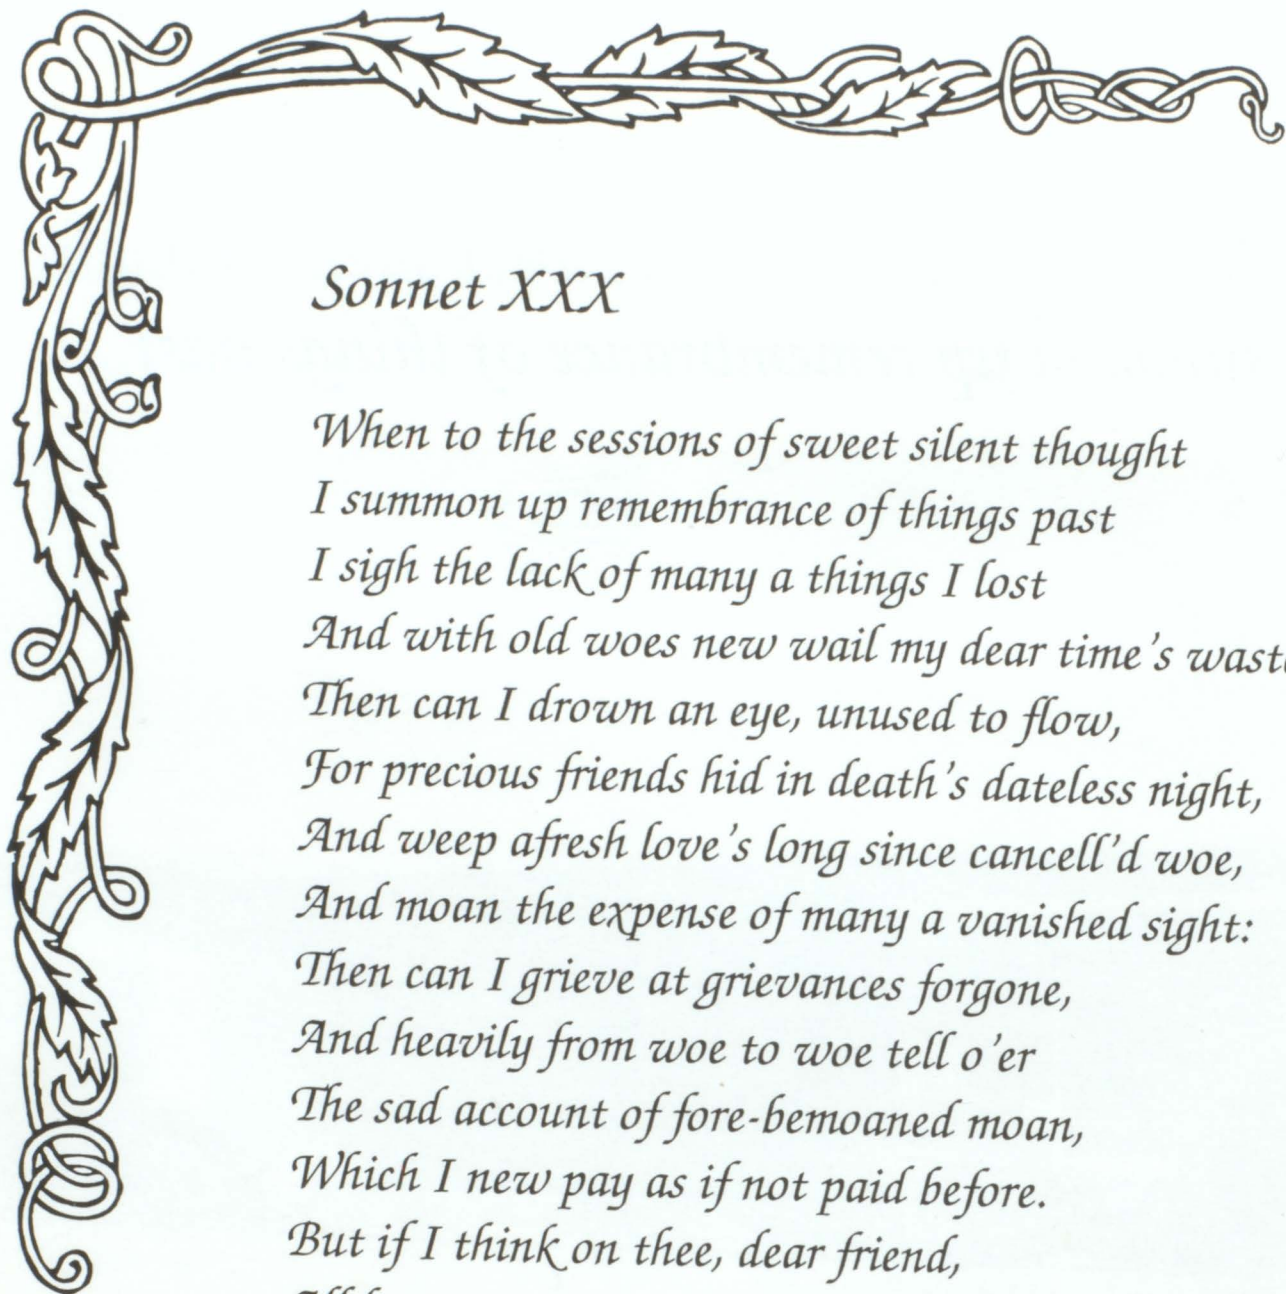 Sonnet XXX
When to the sessions of sweet silent thought
I summon up remembrance of things past
I sigh the lack of many a things I lost
And with old woes new wail my dear time's
Then can I drown an eye, unused to flow,
For precious friends hid in death's dateless night,
And weep afresh love's long since cancell'd woe,
And moan the expense of many a vanished sight:
Then can I grieve at grievances forgone,
And heavily from woe to woe tell o'er
The sad account of fore-bemoaned moan,
Which I new pay as if not paid before.
But if I think on thee, dear friend,